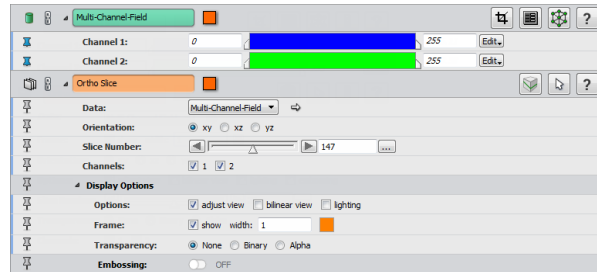 Multi-Channel-Field ?
Channel 1: 0 255 Edit
Channel 2: 0 255 Edit
Ortho Slice ?
Data: Multi-Channel-Field
Orientation: xy xz yz
Slice Number: 147 ...
Channels: 1 2
Display Options
Options: adjust view bilinear view lighting
Frame: show width: 1
Transparency: None Binary Alpha
Embossing: OFF